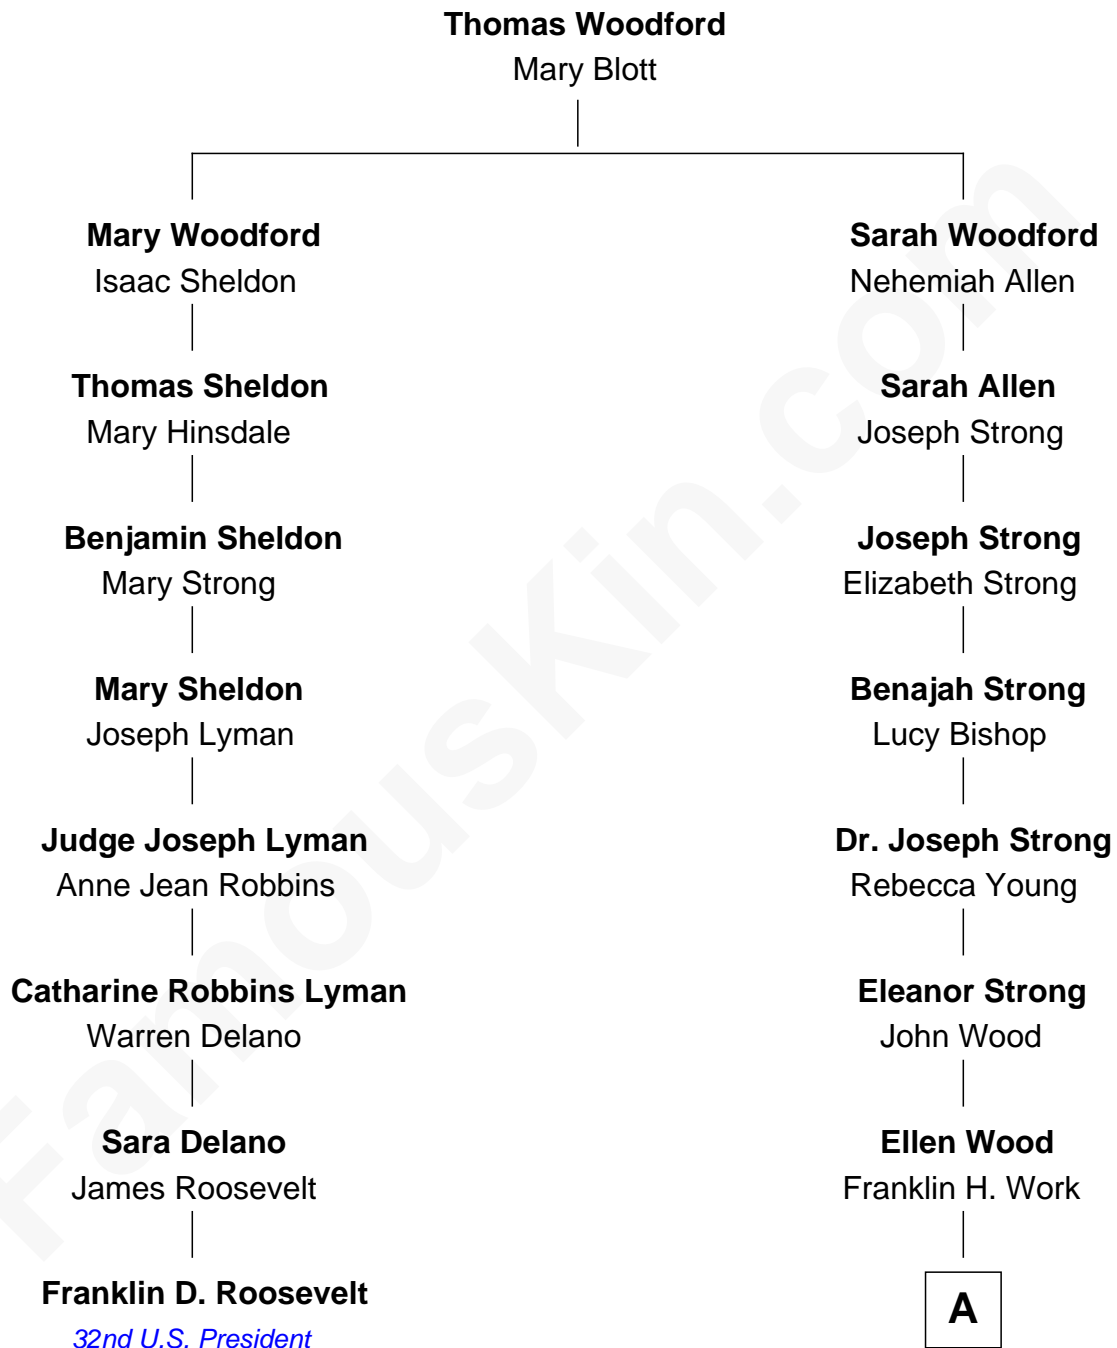 Thomas Woodford
Mary Blott
Mary Woodford
Isaac Sheldon
Thomas Sheldon
Mary Hinsdale
Benjamin Sheldon
Mary Strong
Mary Sheldon
Joseph Lyman
Judge Joseph Lyman
Anne Jean Robbins
Catharine Robbins Lyman
Warren Delano
Sara Delano
James Roosevelt
Franklin D. Roosevelt
32nd U.S. President
Sarah Woodford
Nehemiah Allen
Sarah Allen
Joseph Strong
Joseph Strong
Elizabeth Strong
Benajah Strong
Lucy Bishop
Dr. Joseph Strong
Rebecca Young
Eleanor Strong
John Wood
Ellen Wood
Franklin H. Work
A
FamousKin.com